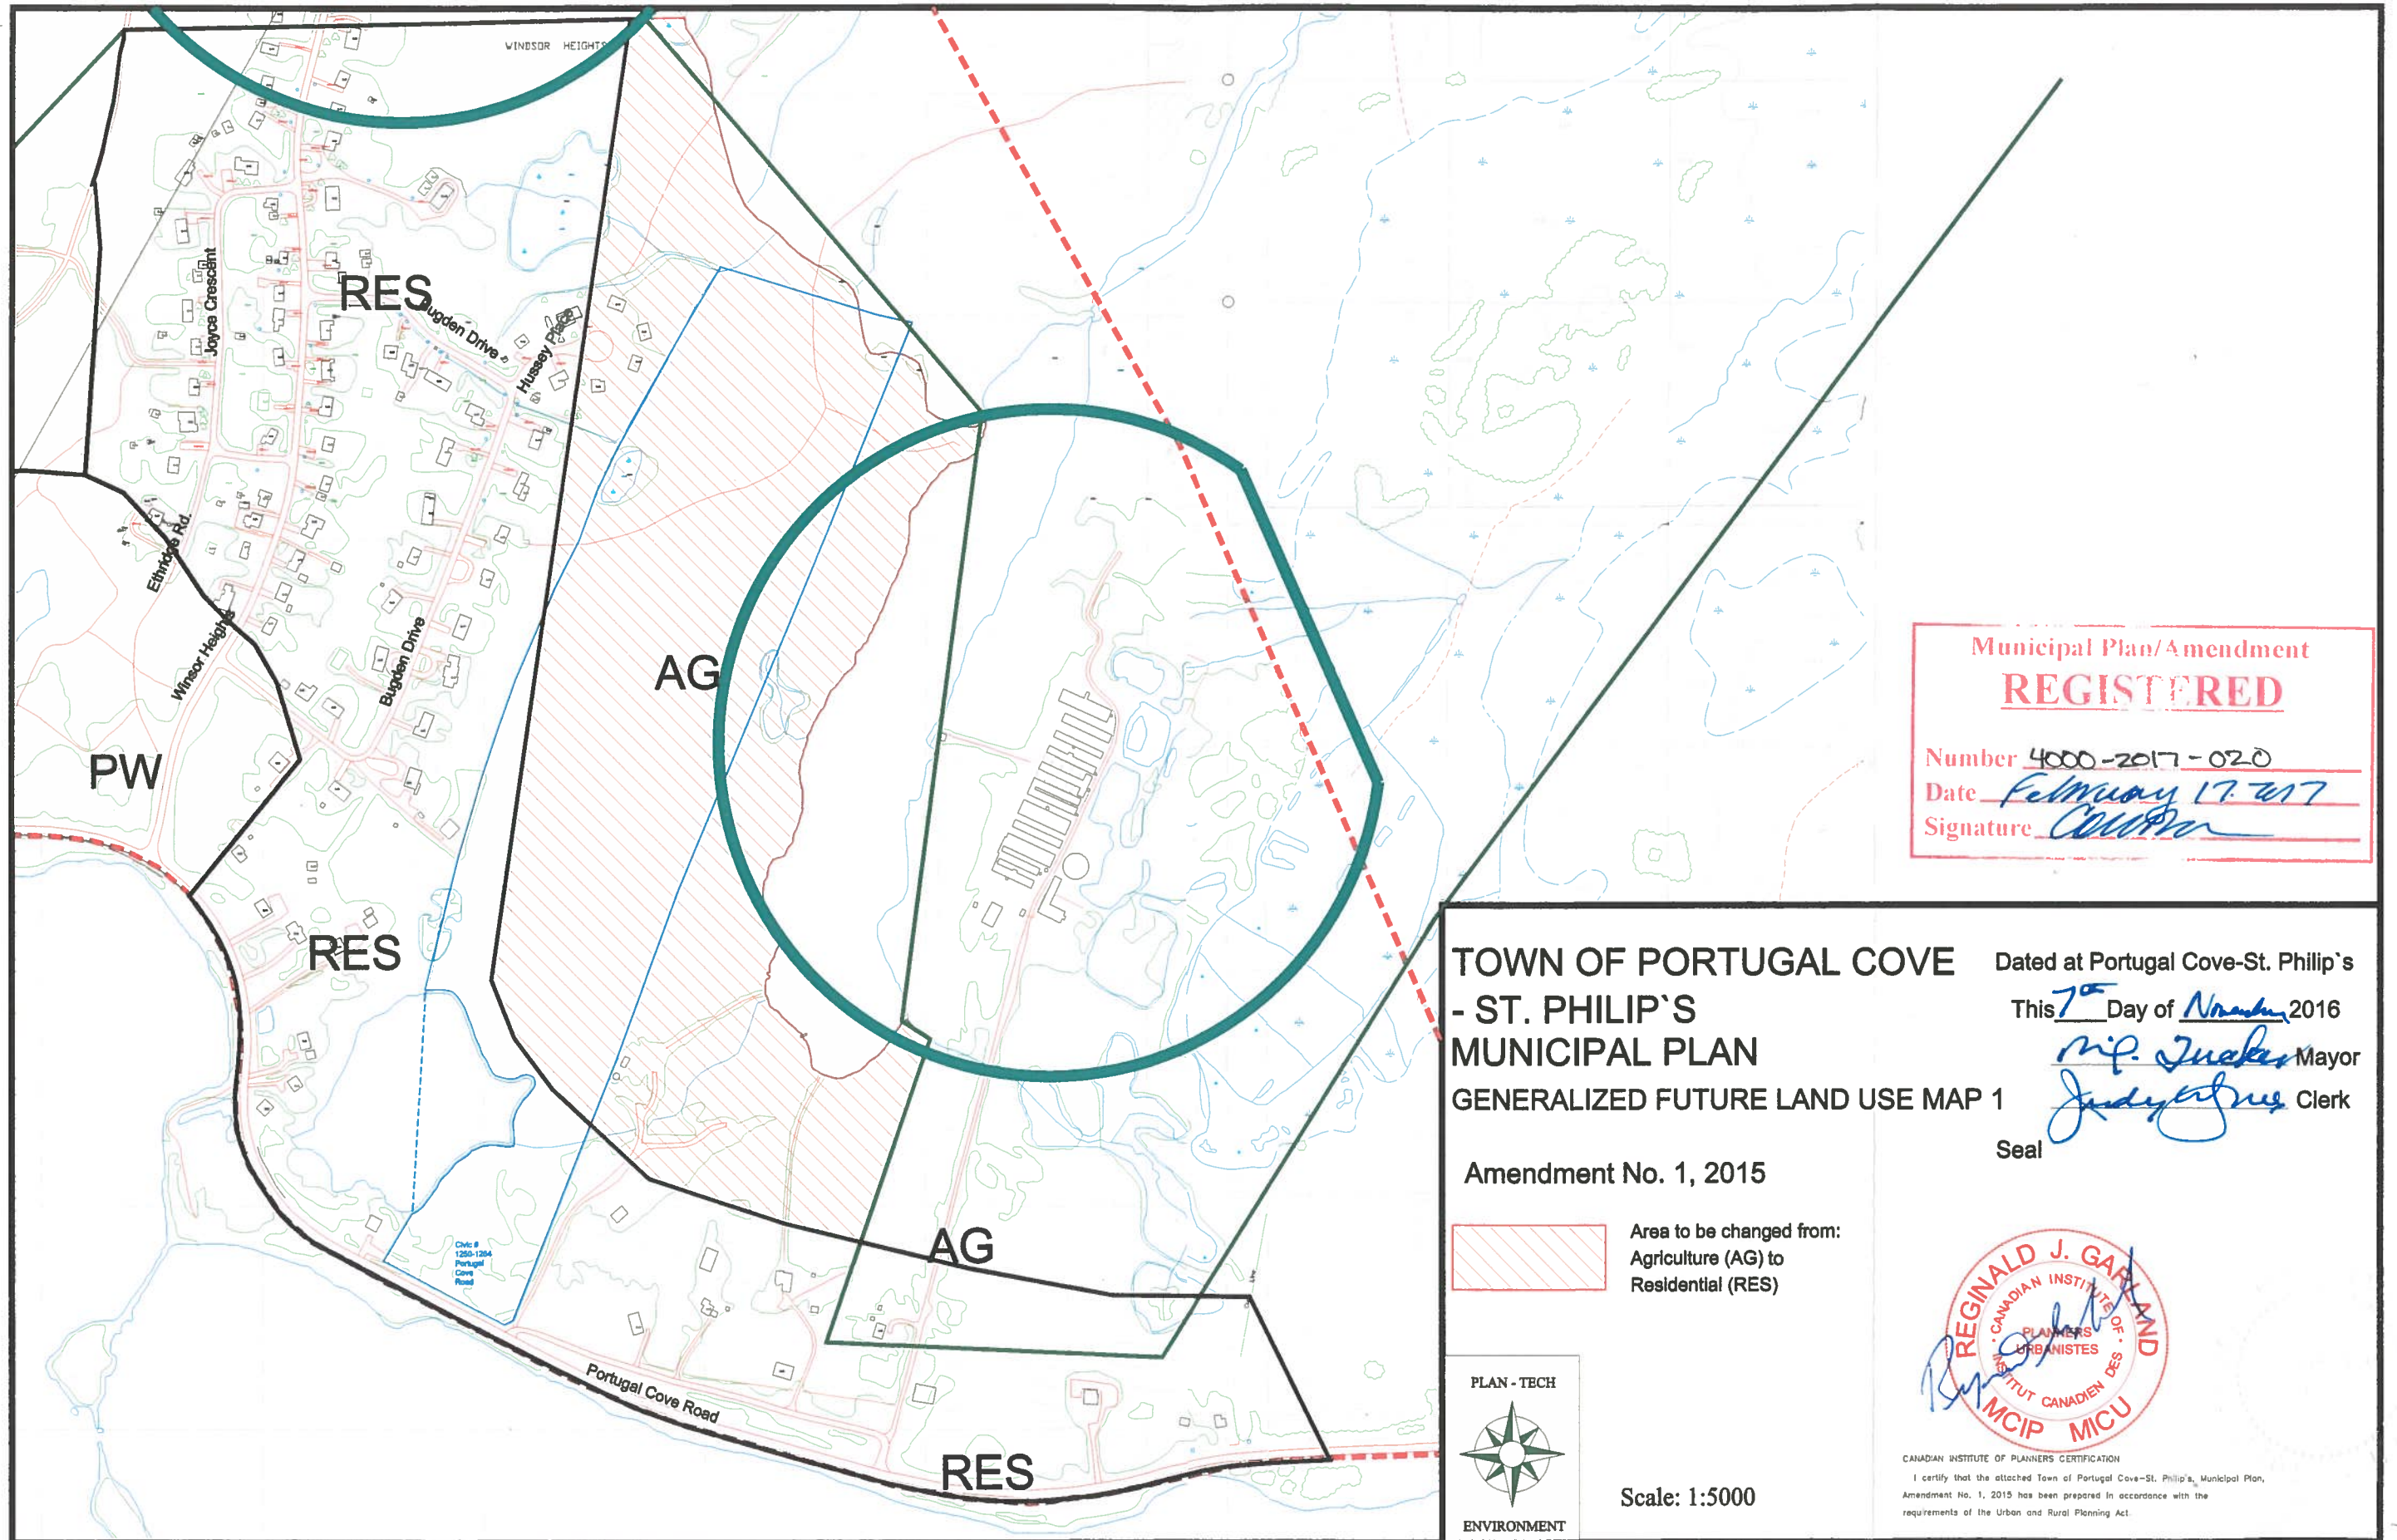 WINDSOR HEIGHTS
Joyce Crescent
RES
Bugden Drive
Hussey Place
Ethridge Rd.
Winsor Heights
Bugden Drive
AG
PW
RES
Civic #
1250-1264
Portugal
Cove
Road
AG
Portugal Cove Road
RES
Municipal Plan/Amendment
REGISTERED
Number 4000-2017-020
Date February 17. 2017
Signature
TOWN OF PORTUGAL COVE
- ST. PHILIP`S
MUNICIPAL PLAN
GENERALIZED FUTURE LAND USE MAP 1
Amendment No. 1, 2015
Area to be changed from:
Agriculture (AG) to
Residential (RES)
Dated at Portugal Cove-St. Philip`s
This 7th Day of November 2016
Mayor
Clerk
Seal
PLAN - TECH
ENVIRONMENT
Scale: 1:5000
REGINALD J. GARLAND
CANADIAN INSTITUTE OF PLANNERS
INSTITUT CANADIEN DES URBANISTES
MCIP MICU
CANADIAN INSTITUTE OF PLANNERS CERTIFICATION
I certify that the attached Town of Portugal Cove-St. Philip's, Municipal Plan,
Amendment No. 1, 2015 has been prepared in accordance with the
requirements of the Urban and Rural Planning Act.